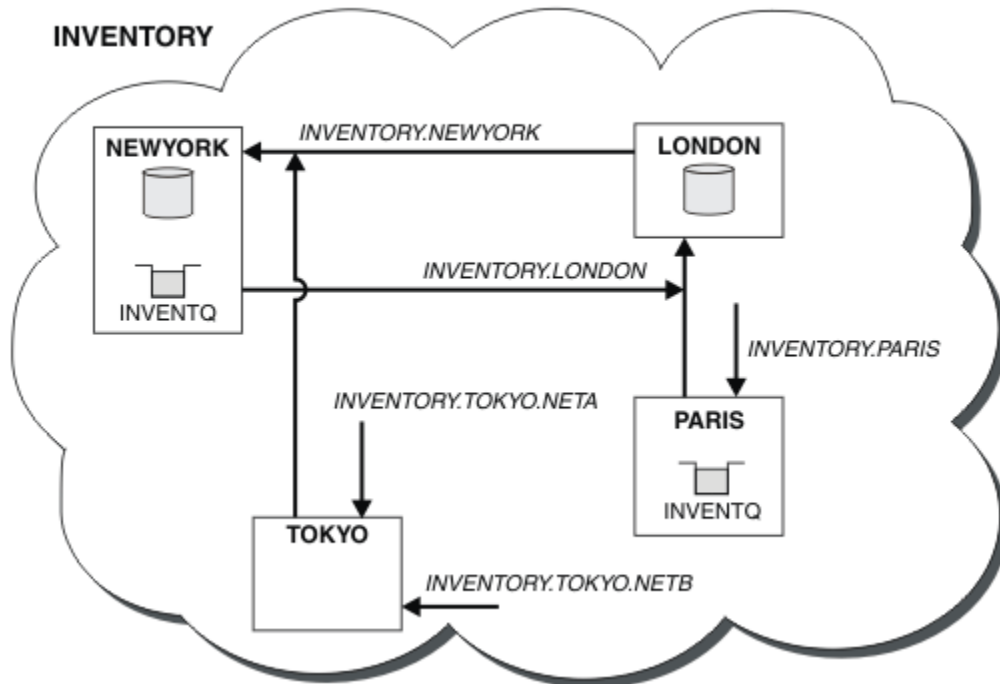 INVENTORY
INVENTORY.NEWYORK
NEWYORK
LONDON
INVENTORY.LONDON
INVENTQ
INVENTORY.PARIS
INVENTORY.TOKYO.NETA
PARIS
INVENTQ
TOKYO
INVENTORY.TOKYO.NETB